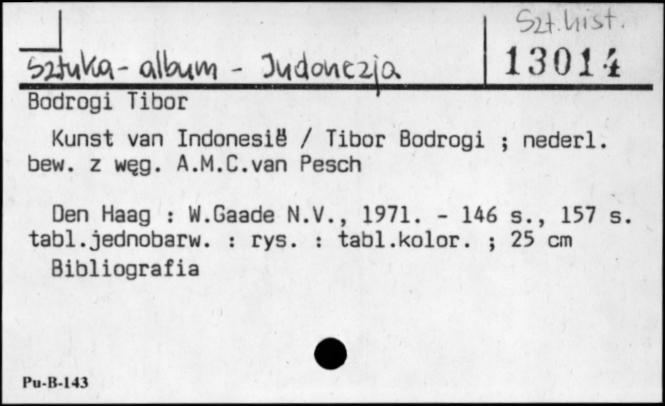 Szt.hist.
Sztuka - album - Indonezja
13014
Bodrogi Tibor
Kunst van Indonesië / Tibor Bodrogi ; nederl.
bew. z węg. A.M.C.van Pesch
Den Haag : W.Gaade N.V., 1971. - 146 s., 157 s.
tabl.jednobarw. : rys. : tabl.kolor. ; 25 cm
Bibliografia
Pu-B-143